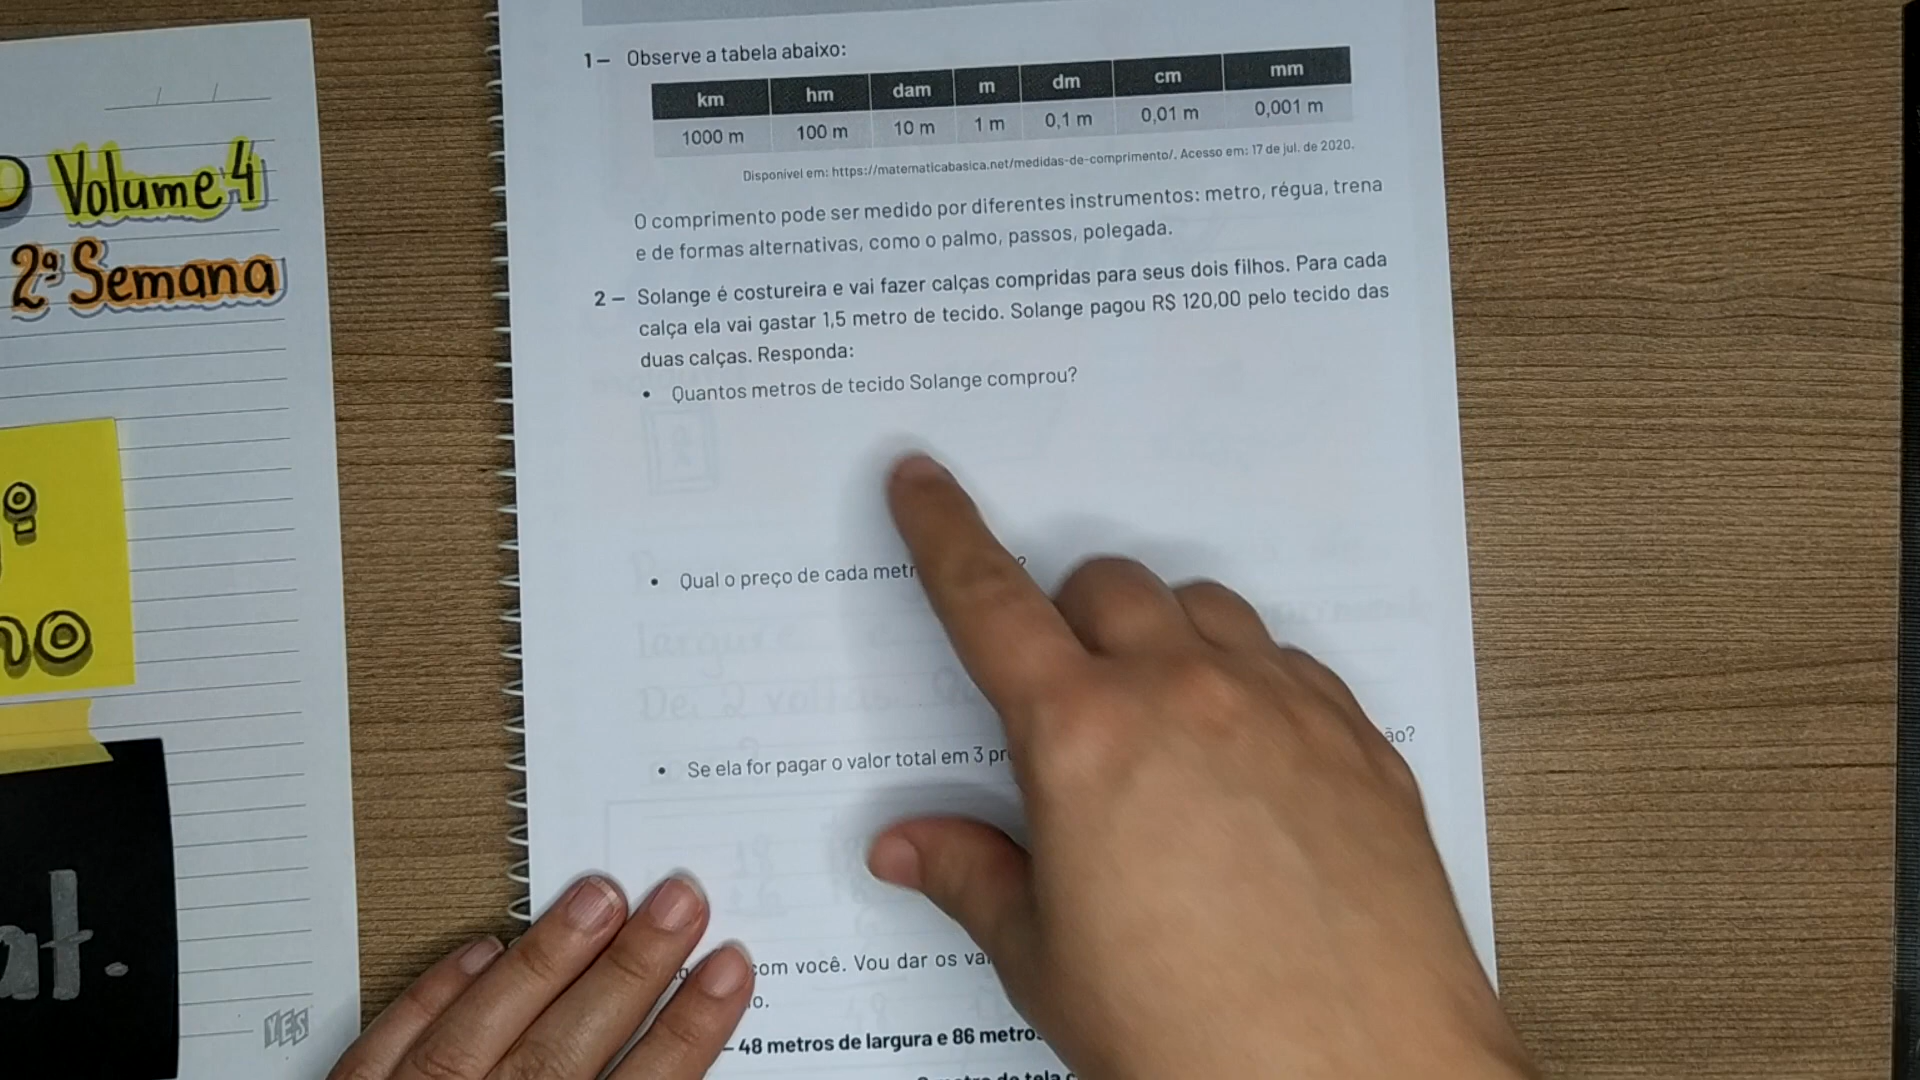 Volume 4
2ª Semana
at.
YES
1 – Observe a tabela abaixo:
km hm dam m dm cm mm
1000 m 100 m 10 m 1 m 0,1 m 0,01 m 0,001 m
Disponível em: https://matematicabasica.net/medidas-de-comprimento/. Acesso em: 17 de jul. de 2020.
O comprimento pode ser medido por diferentes instrumentos: metro, régua, trena
e de formas alternativas, como o palmo, passos, polegada.
2 – Solange é costureira e vai fazer calças compridas para seus dois filhos. Para cada
calça ela vai gastar 1,5 metro de tecido. Solange pagou R$ 120,00 pelo tecido das
duas calças. Responda:
• Quantos metros de tecido Solange comprou?
• Qual o preço de cada metr ?
• Se ela for pagar o valor total em 3 pr ão?
com você. Vou dar os va
o.
– 48 metros de largura e 86 metro
de tela